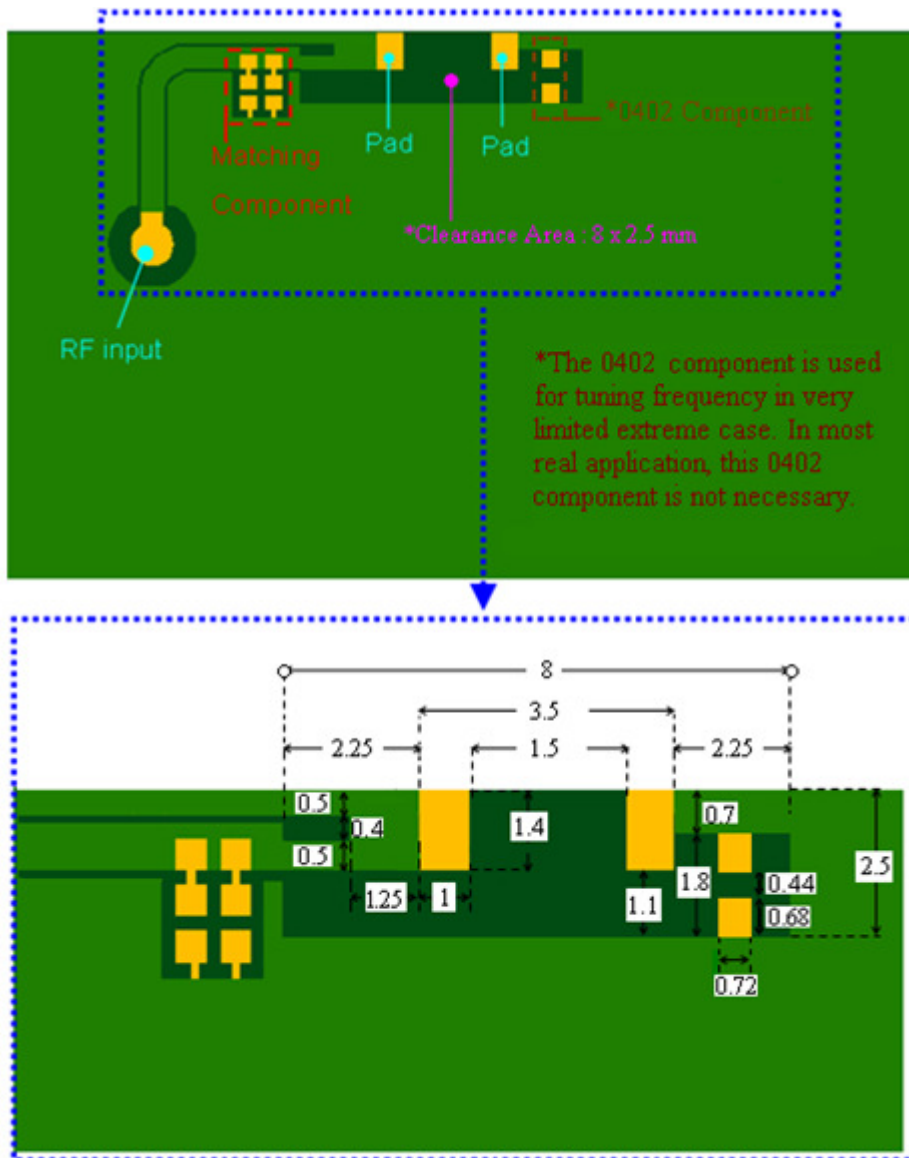 *0402 Component
Pad
Pad
Matching
Component
*Clearance Area : 8 x 2.5 mm
RF input
*The 0402 component is used
for tuning frequency in very
limited extreme case. In most
real application, this 0402
component is not necessary.
8
3.5
2.25
1.5
2.25
0.5
0.4
0.5
1.4
0.7
2.5
1.8
0.44
1.25
1
1.1
0.68
0.72